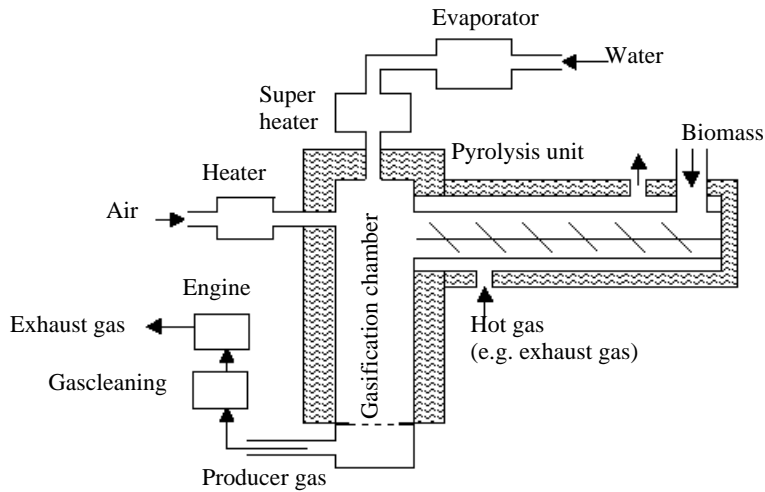 Evaporator
Water
Super
heater
Biomass
Pyrolysis unit
Heater
Air
Gasification chamber
Engine
Exhaust gas
Hot gas
(e.g. exhaust gas)
Gascleaning
Producer gas